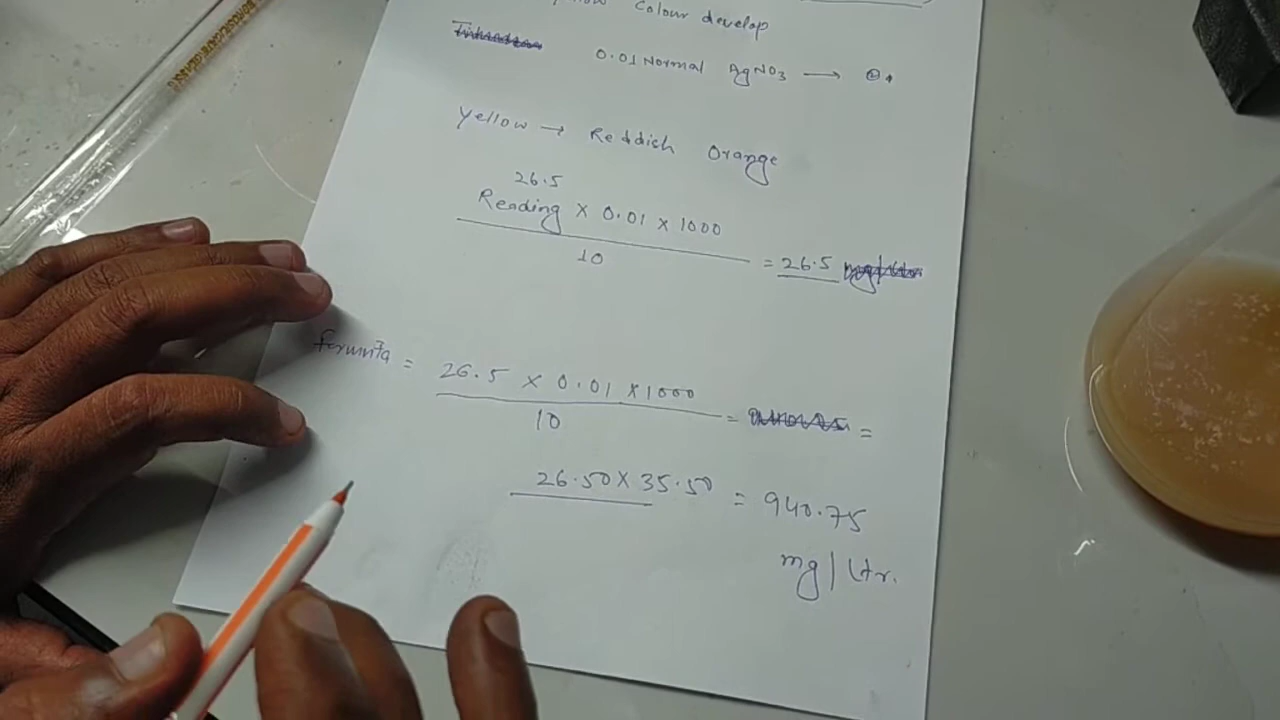 Colour develop
0.01 Normal AgNO3 →
Yellow → Reddish Orange
26.5
Reading × 0.01 × 1000
10
= 26.5
formula =
26.5 × 0.01 × 1000
10
=
=
26.50 × 35.50 = 940.75
mg/Ltr.